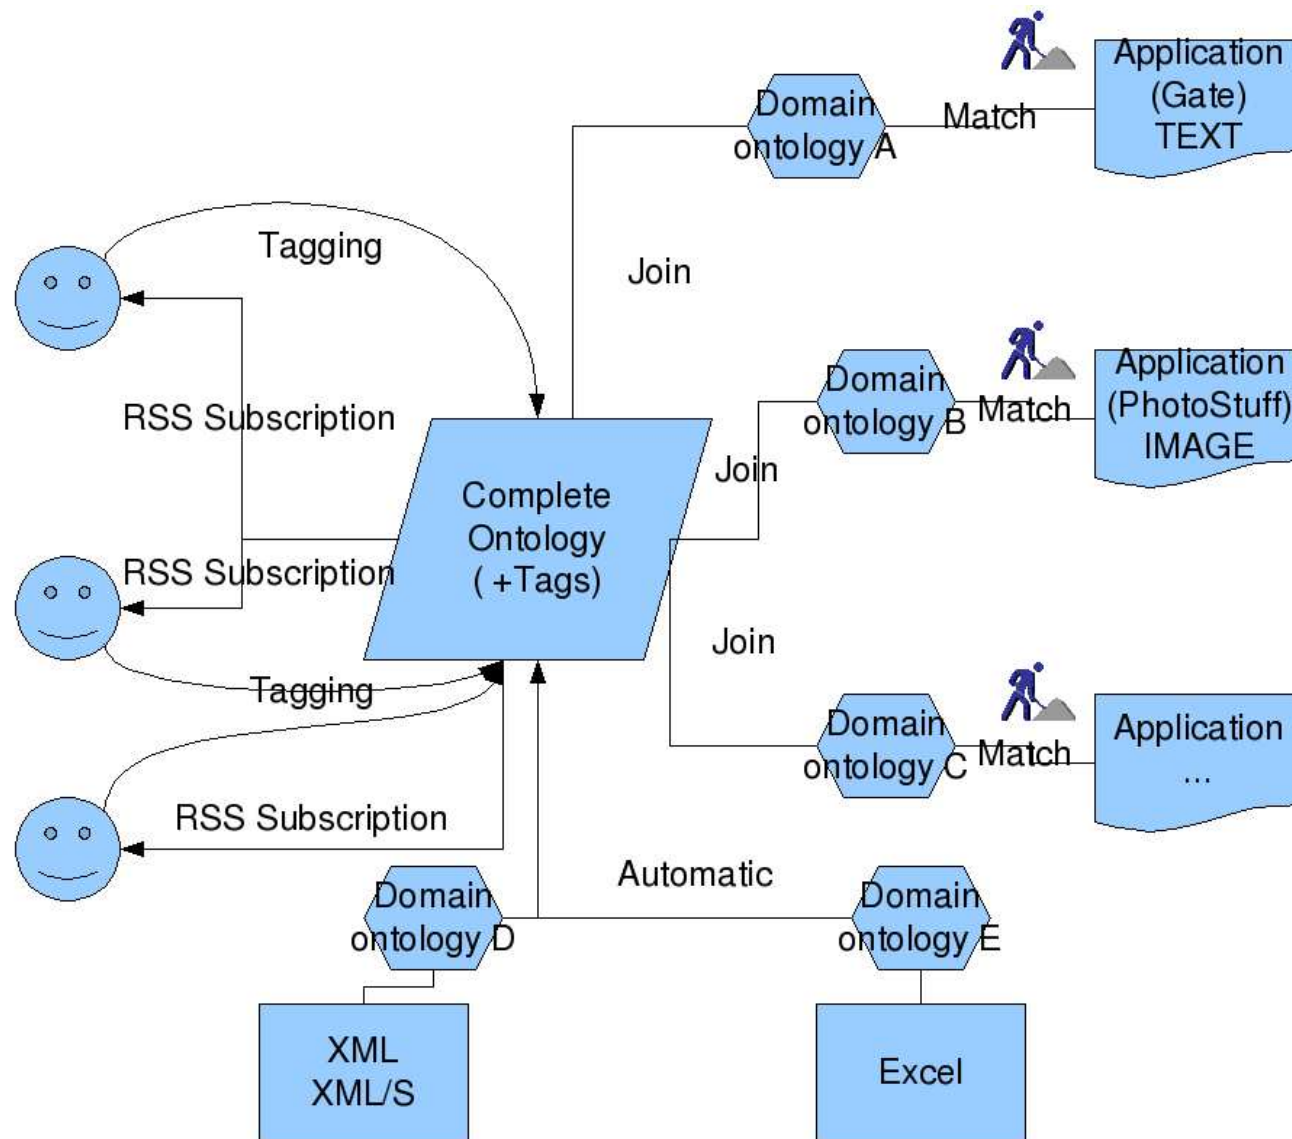 Application
(Gate)
TEXT
Domain
ontology A
Match
Tagging
Join
RSS Subscription
Domain
ontology B
Match
Application
(PhotoStuff)
IMAGE
Join
Complete
Ontology
( +Tags)
RSS Subscription
Join
Tagging
Domain
ontology C
Match
Application
...
RSS Subscription
Automatic
Domain
ontology D
Domain
ontology E
XML
XML/S
Excel